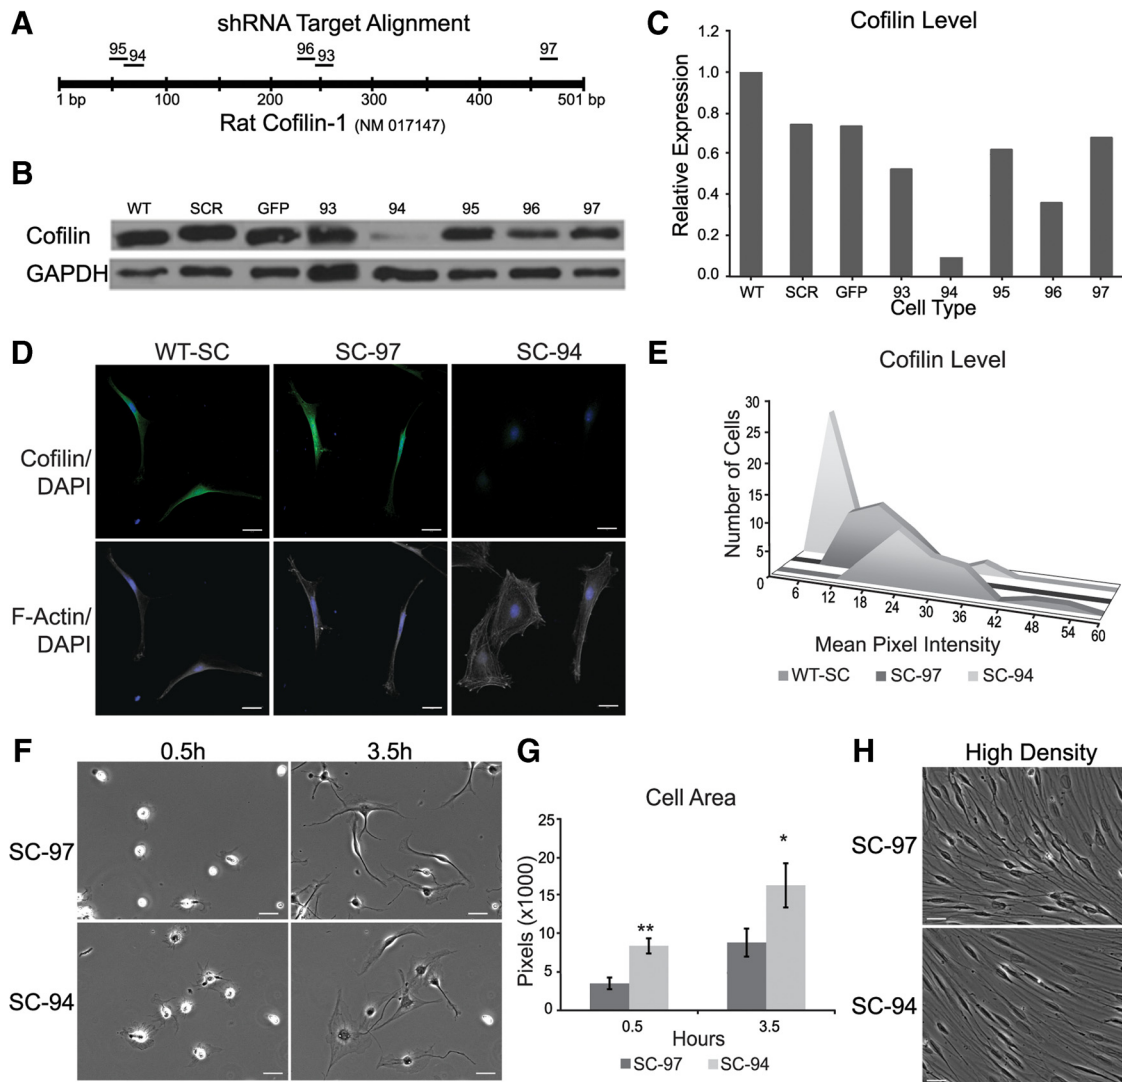 A
shRNA Target Alignment
95 94 96 93 97
1 bp 100 200 300 400 501 bp
Rat Cofilin-1 (NM 017147)
B
WT SCR GFP 93 94 95 96 97
Cofilin
GAPDH
C
Cofilin Level
Relative Expression
1.2
1.0
0.8
0.6
0.4
0.2
0.0
WT SCR GFP 93 94 95 96 97
Cell Type
D
WT-SC SC-97 SC-94
Cofilin/
DAPI
F-Actin/
DAPI
E
Cofilin Level
Number of Cells
30
25
20
15
10
5
0
6 12 18 24 30 36 42 48 54 60
Mean Pixel Intensity
WT-SC SC-97 SC-94
F
0.5h 3.5h
SC-97
SC-94
G
Cell Area
Pixels (x1000)
25
20
15
10
5
0
** *
0.5 3.5
Hours
SC-97 SC-94
H
High Density
SC-97
SC-94